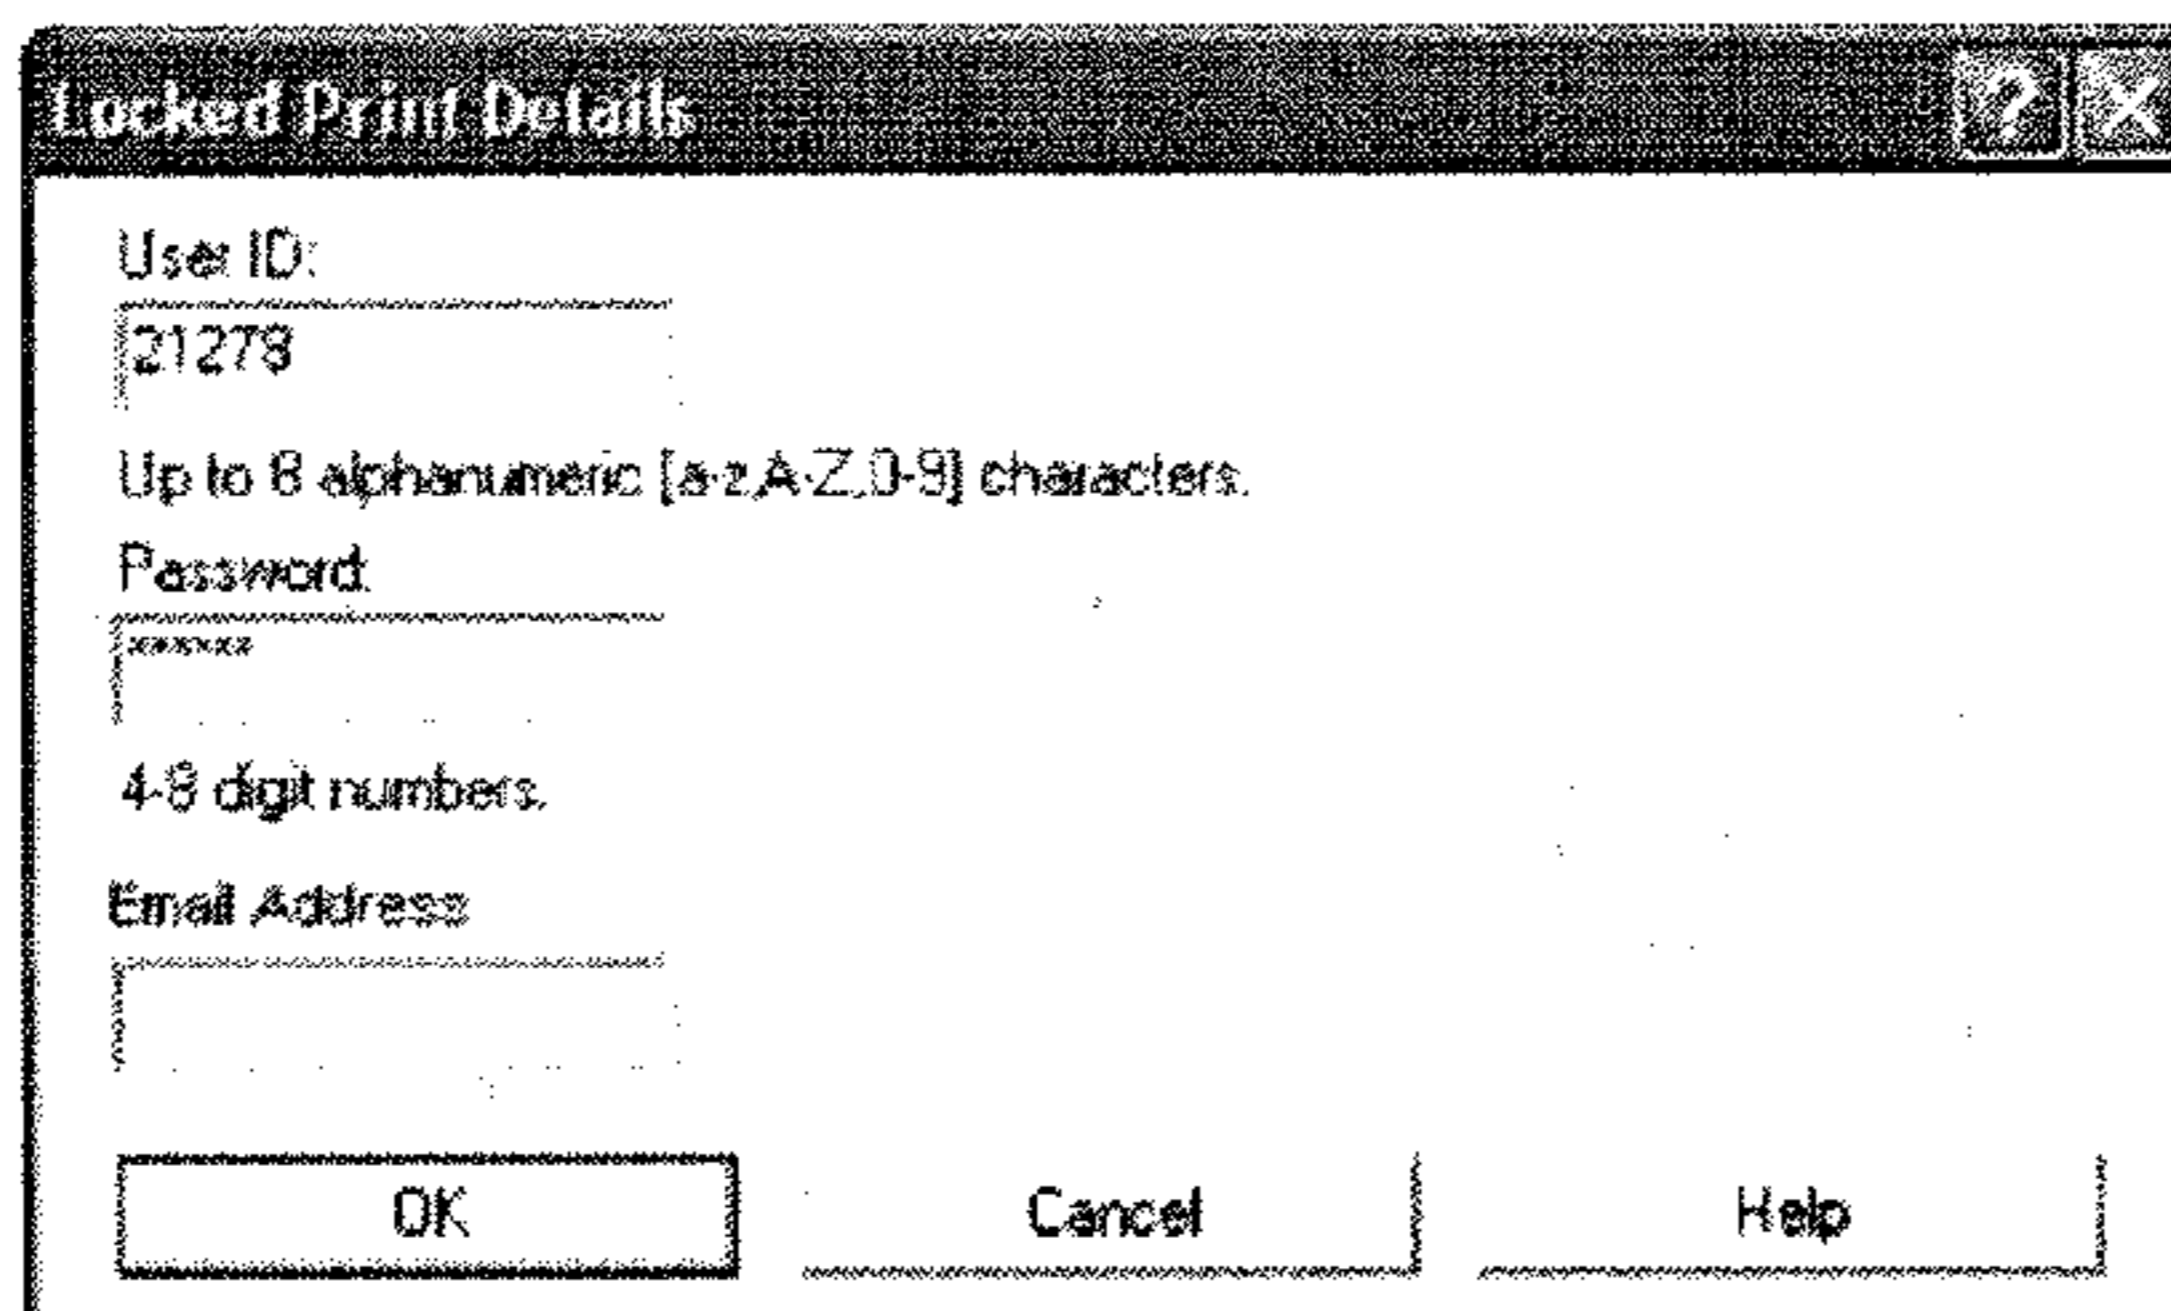 Locked Print Details
User ID:
21278
Up to 8 alphanumeric [a-z,A-Z,0-9] characters.
Password:
******
4-8 digit numbers.
Email Address
OK Cancel Help